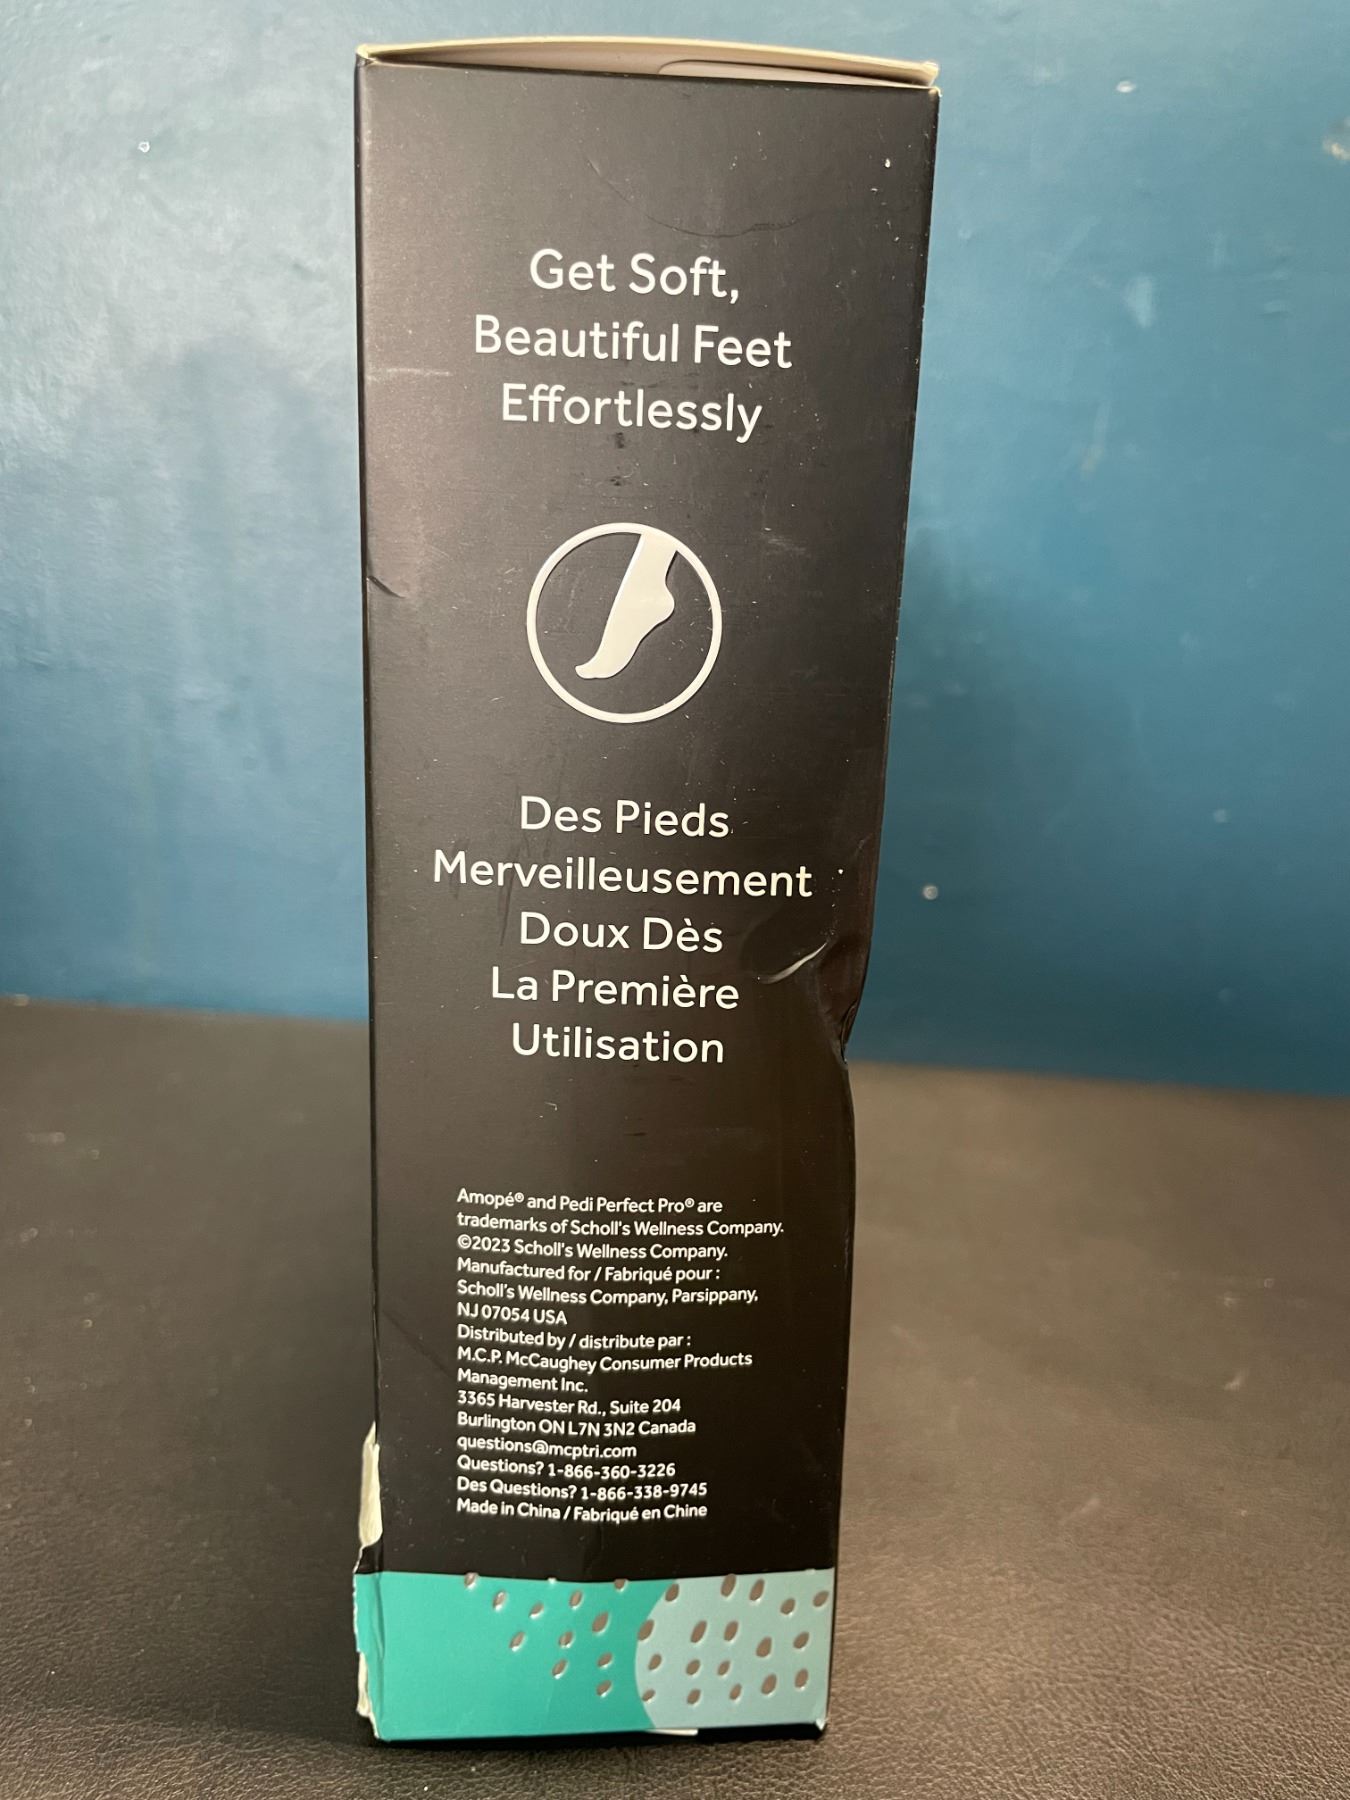 Get Soft,
Beautiful Feet
Effortlessly
Des Pieds
Merveilleusement
Doux Dès
La Première
Utilisation
Amopé® and Pedi Perfect Pro® are
trademarks of Scholl's Wellness Company.
©2023 Scholl's Wellness Company.
Manufactured for / Fabriqué pour :
Scholl's Wellness Company, Parsippany,
NJ 07054 USA
Distributed by / distribute par :
M.C.P. McCaughey Consumer Products
Management Inc.
3365 Harvester Rd., Suite 204
Burlington ON L7N 3N2 Canada
questions@mcptri.com
Questions? 1-866-360-3226
Des Questions? 1-866-338-9745
Made in China / Fabriqué en Chine